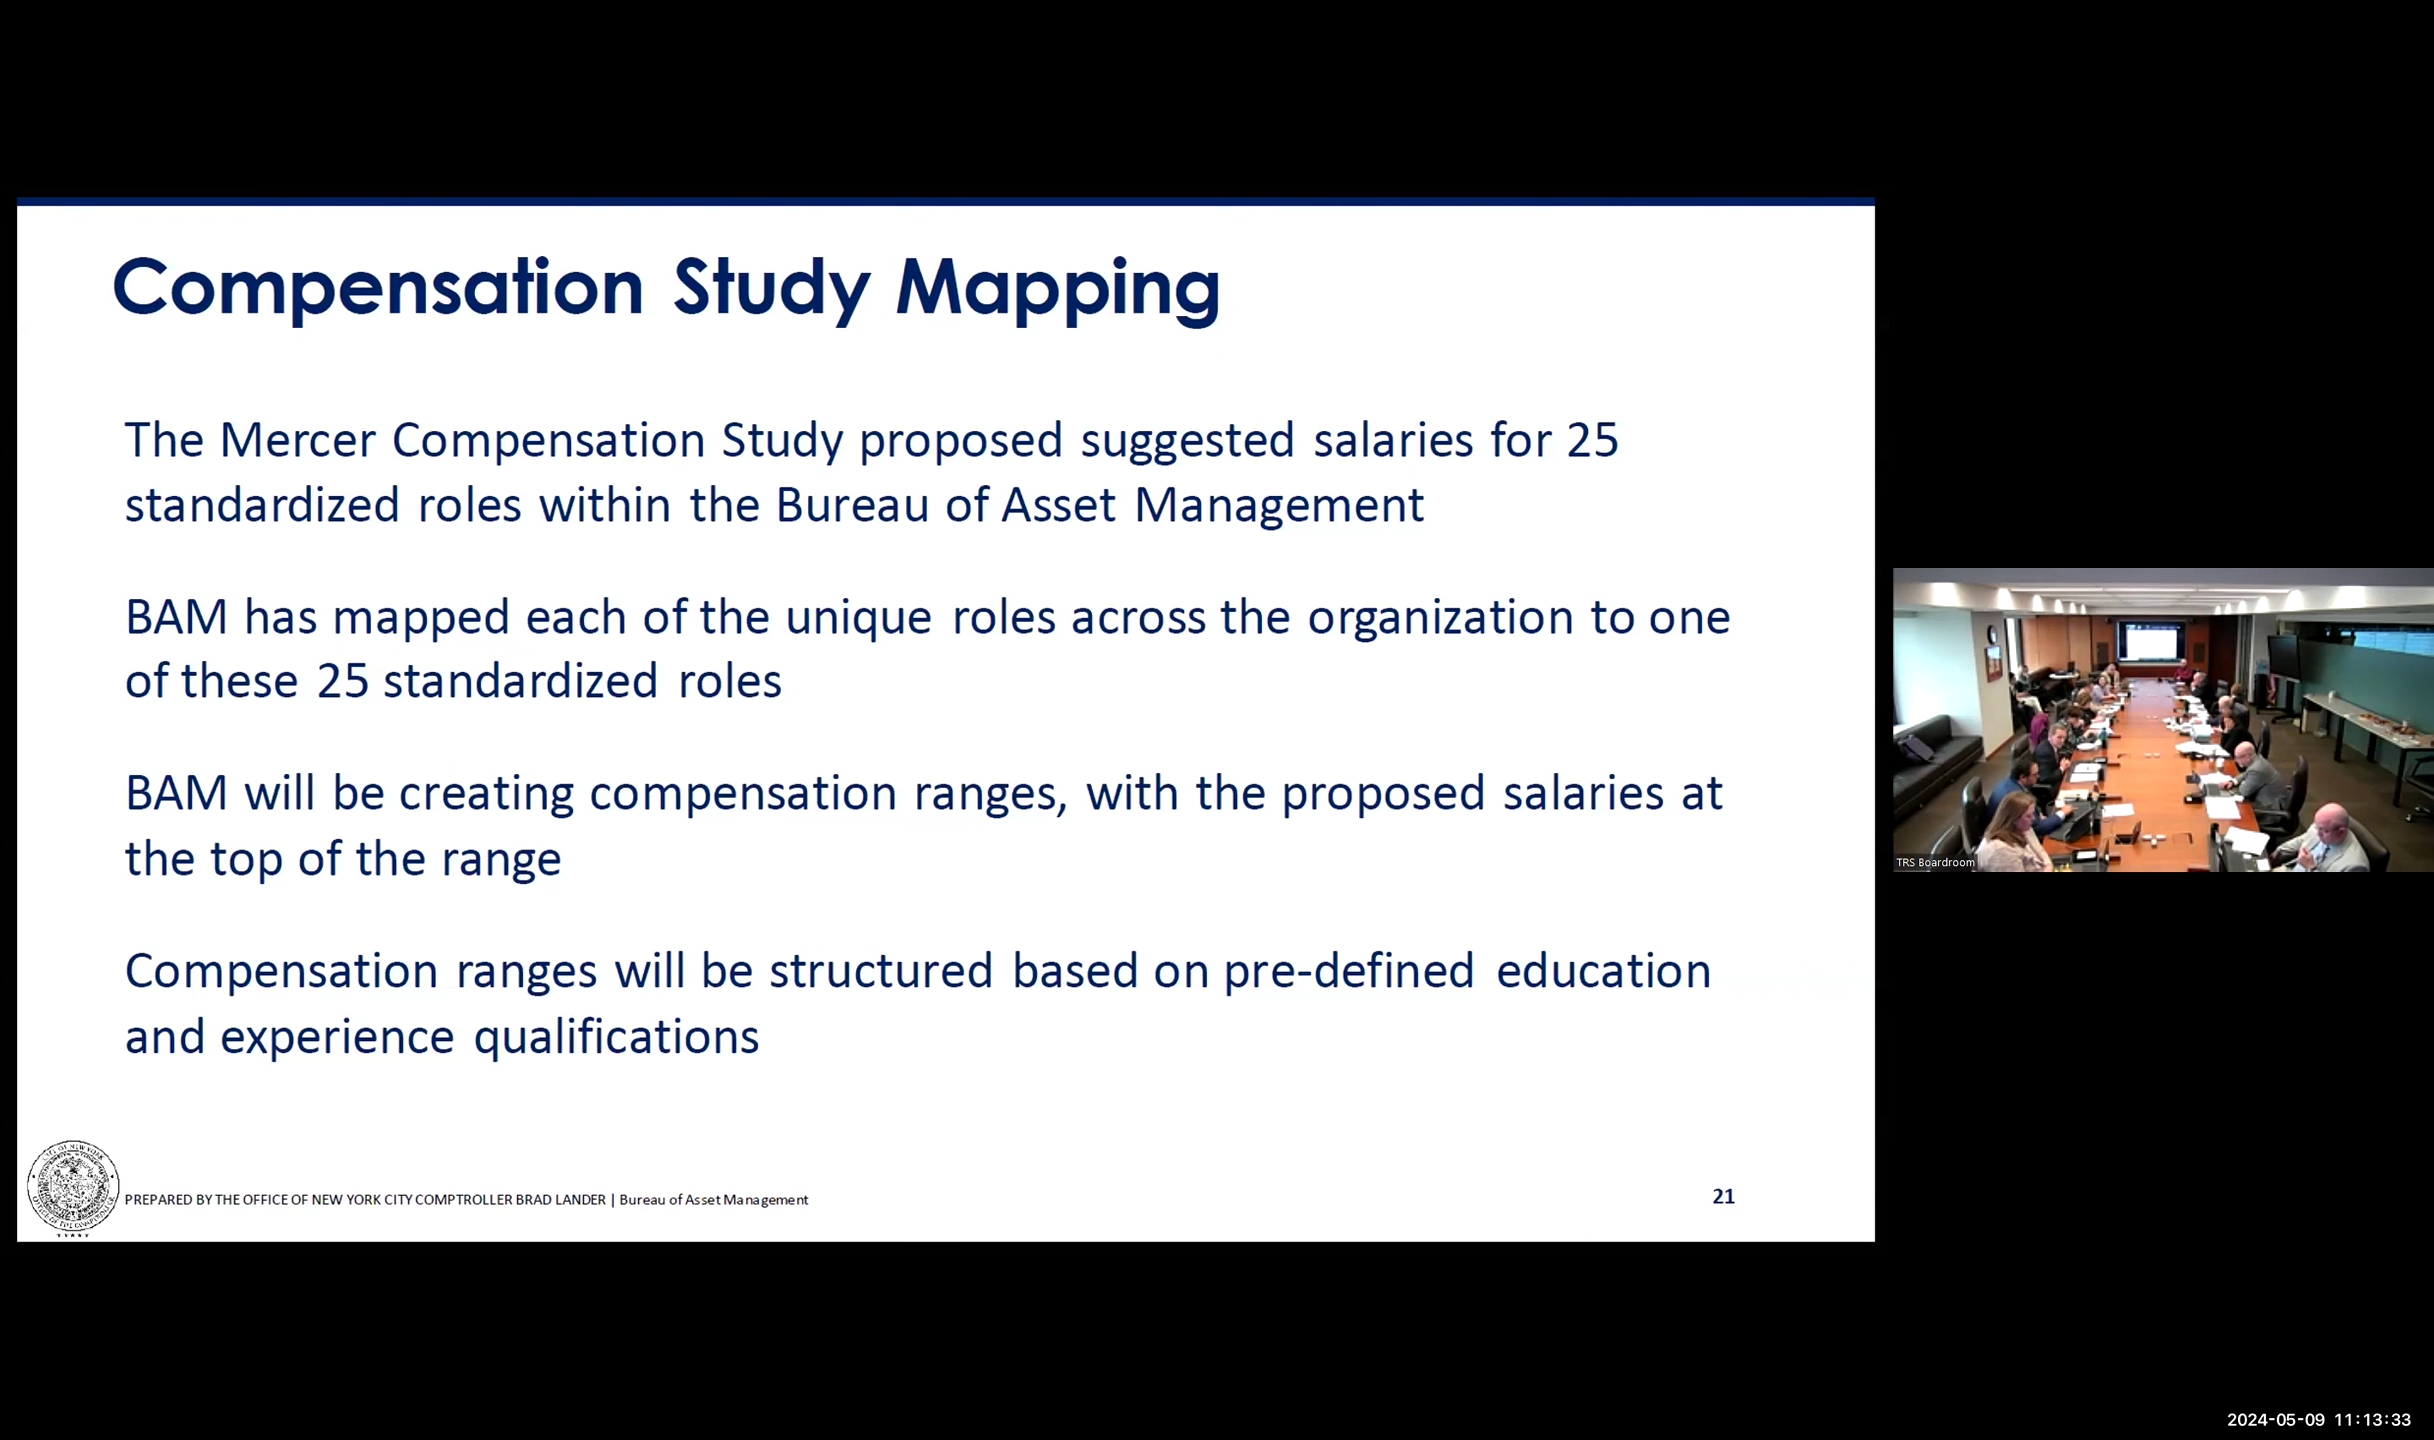 Compensation Study Mapping
The Mercer Compensation Study proposed suggested salaries for 25
standardized roles within the Bureau of Asset Management
BAM has mapped each of the unique roles across the organization to one
of these 25 standardized roles
BAM will be creating compensation ranges, with the proposed salaries at
the top of the range
Compensation ranges will be structured based on pre-defined education
and experience qualifications
PREPARED BY THE OFFICE OF NEW YORK CITY COMPTROLLER BRAD LANDER | Bureau of Asset Management
21
TRS Boardroom
2024-05-09 11:13:33